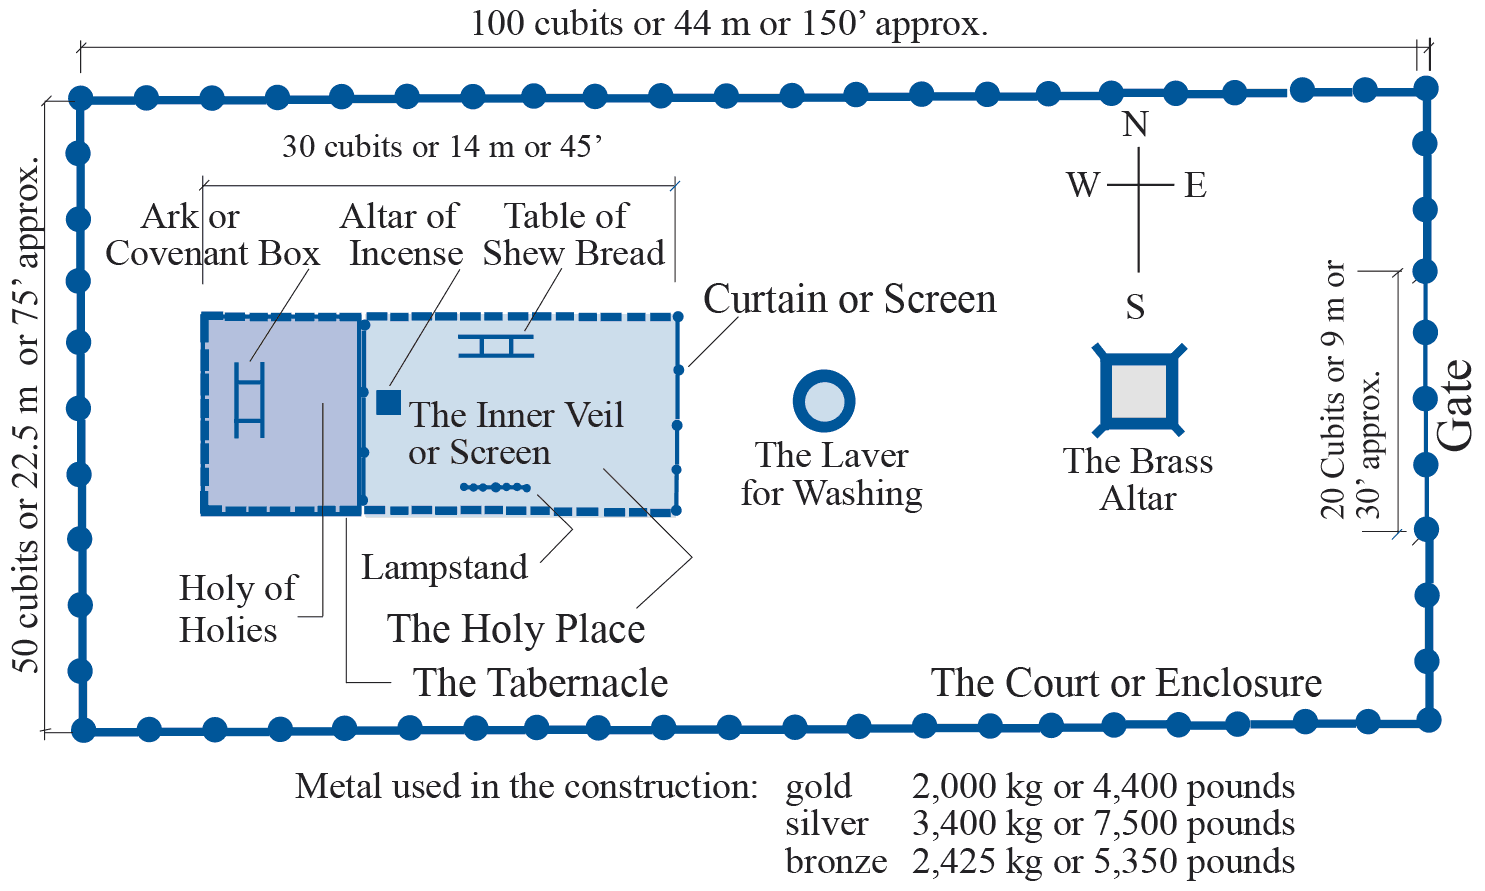 100 cubits or 44 m or 150’ approx.
30 cubits or 14 m or 45’
N
W E
S
Ark or
Covenant Box
Altar of
Incense
Table of
Shew Bread
Curtain or Screen
50 cubits or 22.5 m or 75’ approx.
20 Cubits or 9 m or
30’ approx.
Gate
The Inner Veil
or Screen
The Laver
for Washing
The Brass
Altar
Lampstand
Holy of
Holies
The Holy Place
The Tabernacle
The Court or Enclosure
Metal used in the construction: gold 2,000 kg or 4,400 pounds
silver 3,400 kg or 7,500 pounds
bronze 2,425 kg or 5,350 pounds